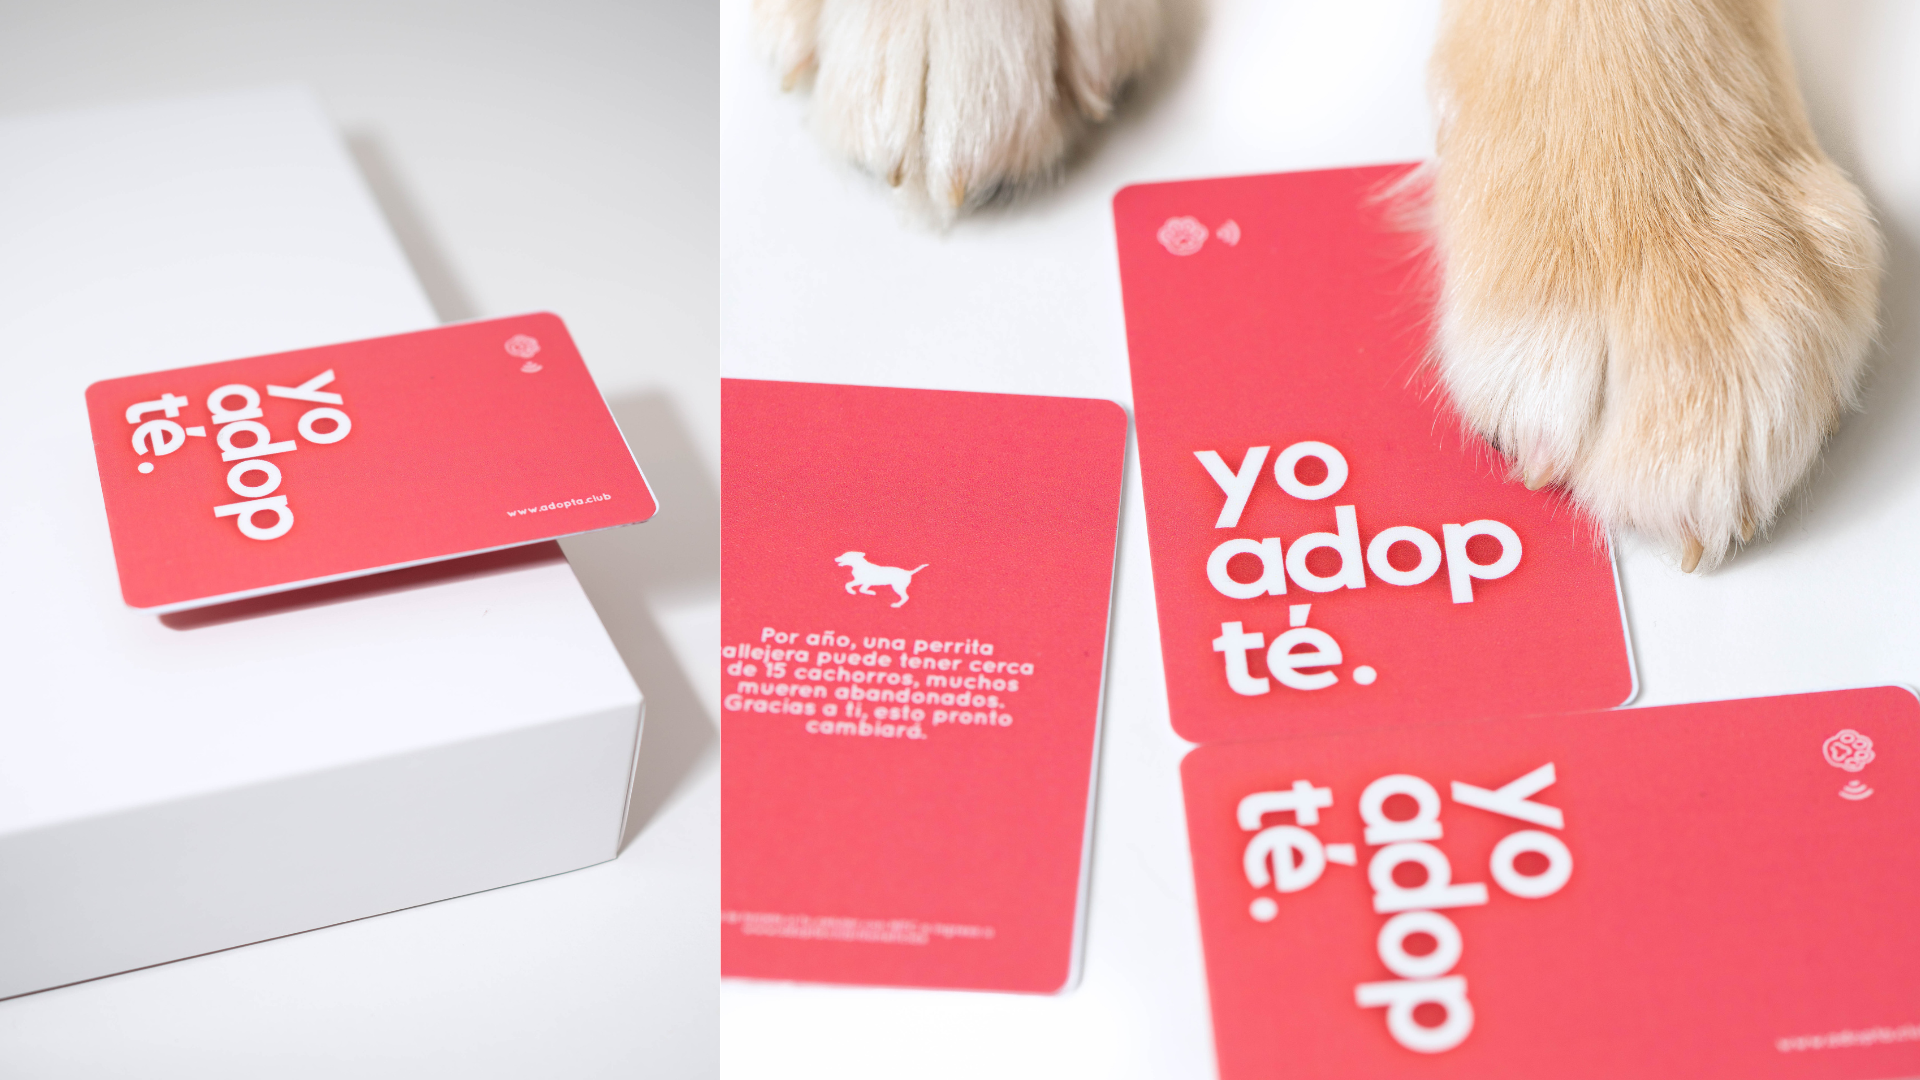 yo
adop
té.
www.adopta.club
Por año, una perrita
allejera puede tener cerca
de 15 cachorros, muchos
mueren abandonados.
Gracias a ti, esto pronto
cambiará.
yo
adop
té.
yo
adop
té.